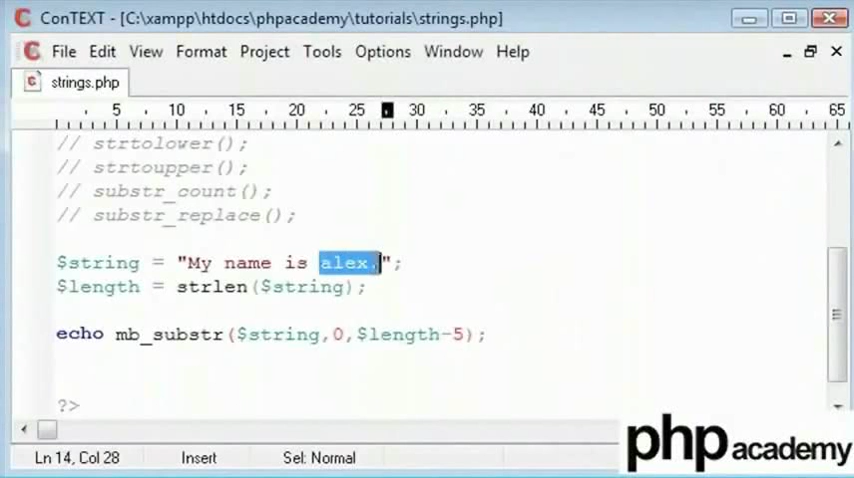 ConTEXT - [C:\xampp\htdocs\phpacademy\tutorials\strings.php]
File Edit View Format Project Tools Options Window Help
strings.php
5 10 15 20 25 30 35 40 45 50 55 60 65
// strtolower();
// strtoupper();
// substr_count();
// substr_replace();
$string = "My name is alex.";
$length = strlen($string);
echo mb_substr($string,0,$length-5);
?>
Ln 14, Col 28 Insert Sel: Normal
php academy